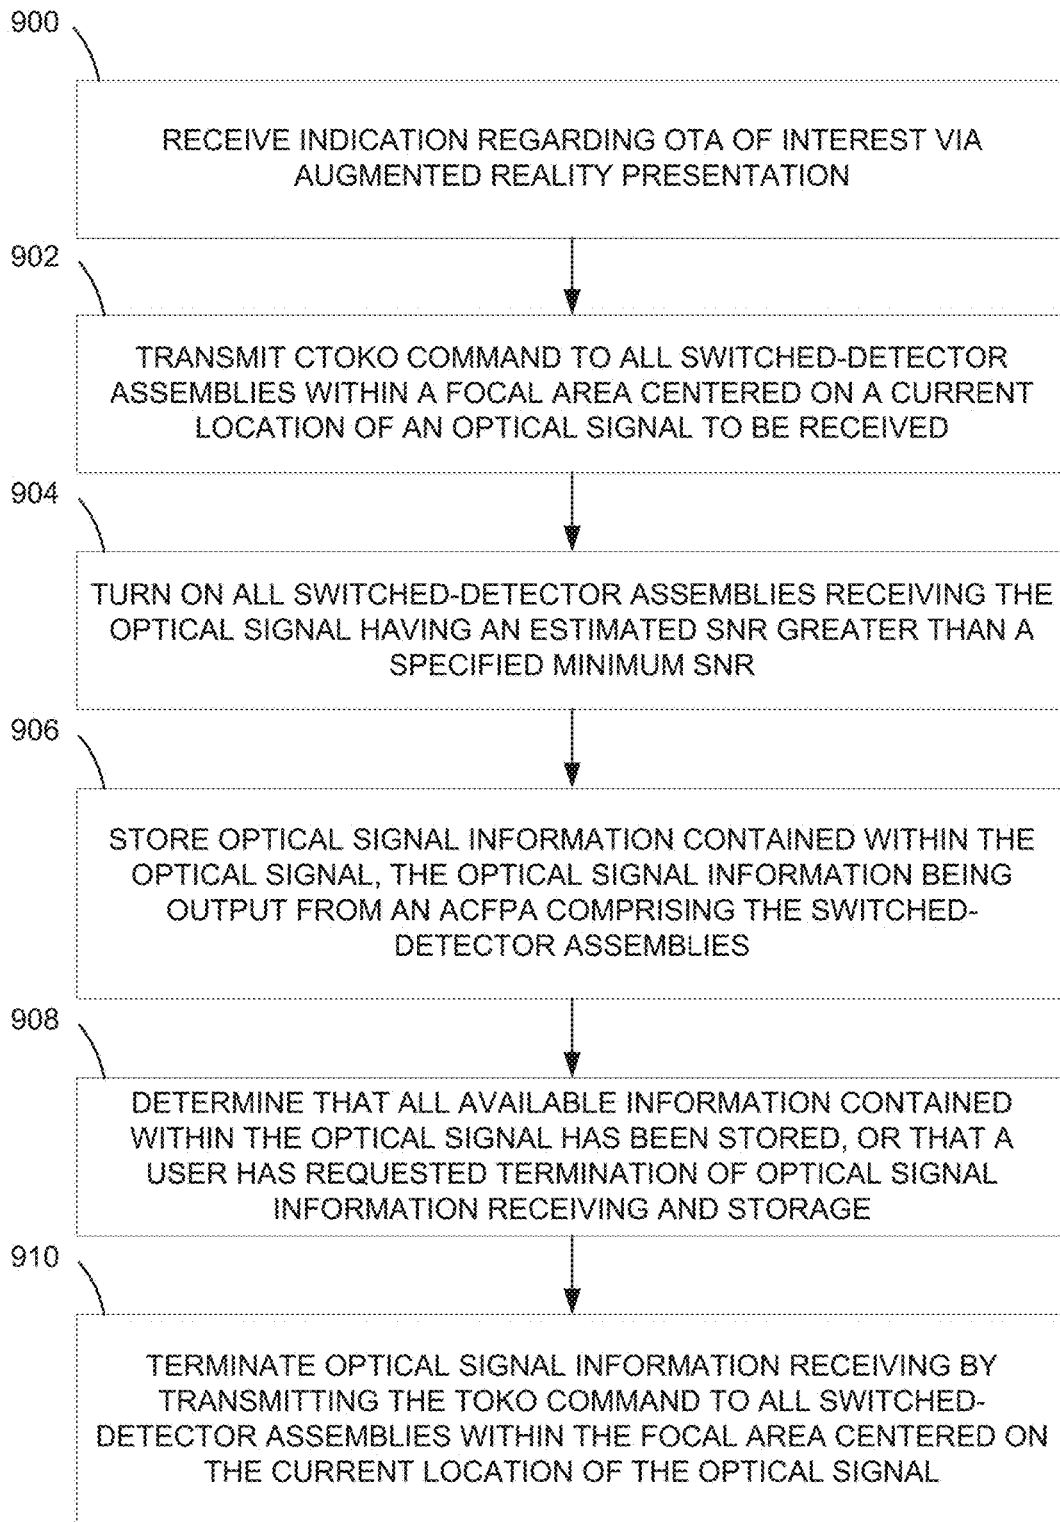 900
RECEIVE INDICATION REGARDING OTA OF INTEREST VIA
AUGMENTED REALITY PRESENTATION
902
TRANSMIT CTOKO COMMAND TO ALL SWITCHED-DETECTOR
ASSEMBLIES WITHIN A FOCAL AREA CENTERED ON A CURRENT
LOCATION OF AN OPTICAL SIGNAL TO BE RECEIVED
904
TURN ON ALL SWITCHED-DETECTOR ASSEMBLIES RECEIVING THE
OPTICAL SIGNAL HAVING AN ESTIMATED SNR GREATER THAN A
SPECIFIED MINIMUM SNR
906
STORE OPTICAL SIGNAL INFORMATION CONTAINED WITHIN THE
OPTICAL SIGNAL, THE OPTICAL SIGNAL INFORMATION BEING
OUTPUT FROM AN ACFPA COMPRISING THE SWITCHED-
DETECTOR ASSEMBLIES
908
DETERMINE THAT ALL AVAILABLE INFORMATION CONTAINED
WITHIN THE OPTICAL SIGNAL HAS BEEN STORED, OR THAT A
USER HAS REQUESTED TERMINATION OF OPTICAL SIGNAL
INFORMATION RECEIVING AND STORAGE
910
TERMINATE OPTICAL SIGNAL INFORMATION RECEIVING BY
TRANSMITTING THE TOKO COMMAND TO ALL SWITCHED-
DETECTOR ASSEMBLIES WITHIN THE FOCAL AREA CENTERED ON
THE CURRENT LOCATION OF THE OPTICAL SIGNAL